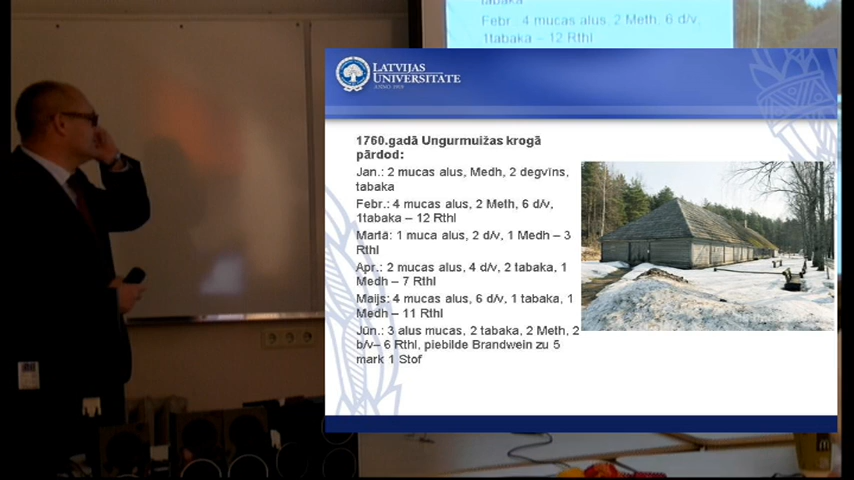 tabaka
Febr.: 4 mucas alus, 2 Meth, 6 d/v,
1tabaka – 12 Rthl
LATVIJAS
UNIVERSITĀTE
ANNO 1919
1760.gadā Ungurmuižas krogā
pārdod:
Jan.: 2 mucas alus, Medh, 2 degvīns,
tabaka
Febr.: 4 mucas alus, 2 Meth, 6 d/v,
1tabaka – 12 Rthl
Martā: 1 muca alus, 2 d/v, 1 Medh – 3
Rthl
Apr.: 2 mucas alus, 4 d/v, 2 tabaka, 1
Medh – 7 Rthl
Maijs: 4 mucas alus, 6 d/v, 1 tabaka, 1
Medh – 11 Rthl
Jūn.: 3 alus mucas, 2 tabaka, 2 Meth, 2
b/v– 6 Rthl, piebilde Brandwein zu 5
mark 1 Stof